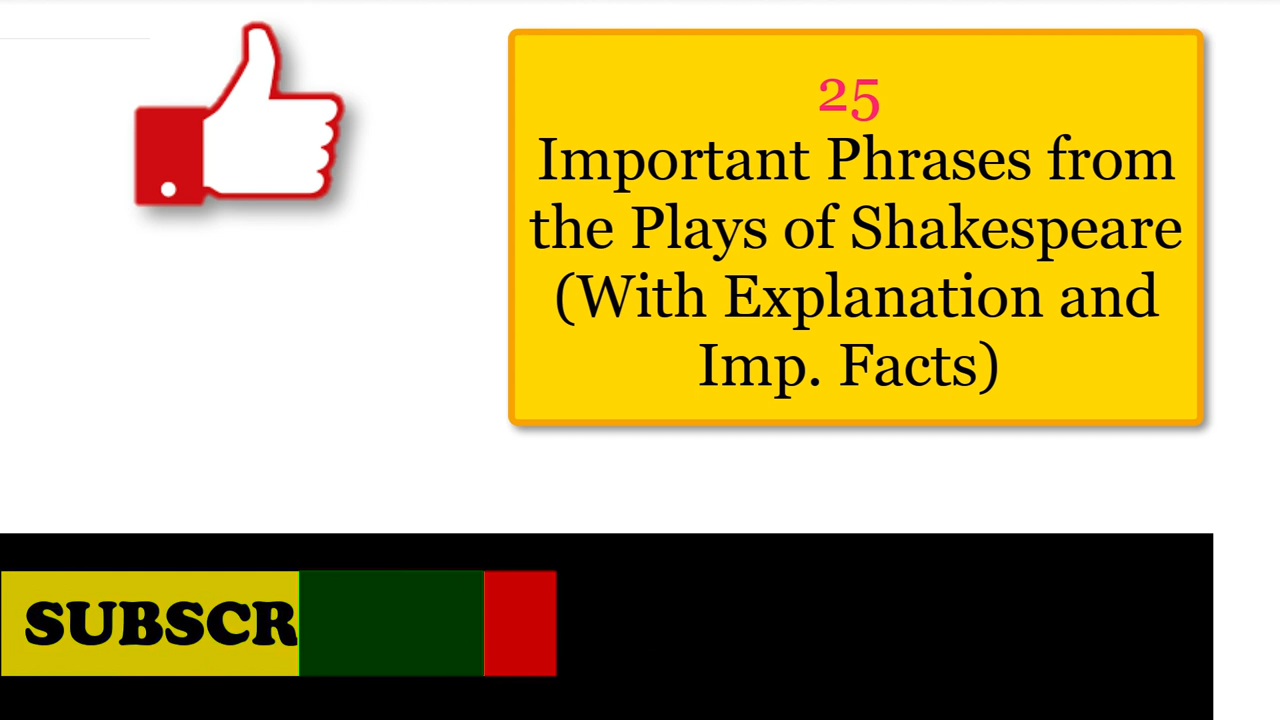 25
Important Phrases from
the Plays of Shakespeare
(With Explanation and
Imp. Facts)
SUBSCR